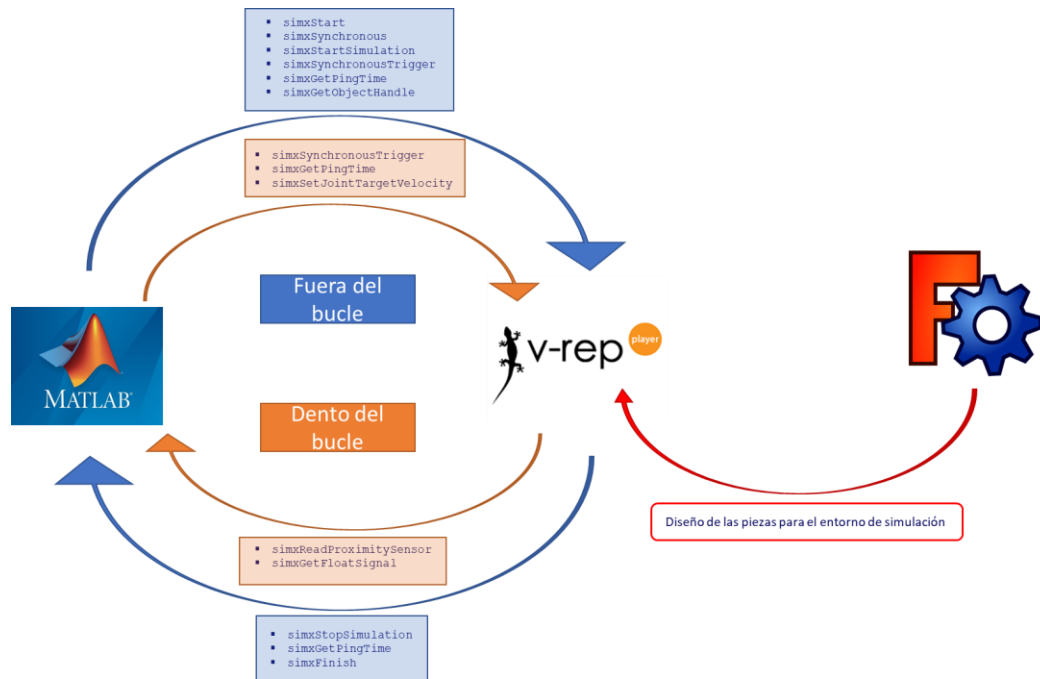 ▪ simxStart
▪ simxSynchronous
▪ simxStartSimulation
▪ simxSynchronousTrigger
▪ simxGetPingTime
▪ simxGetObjectHandle
▪ simxSynchronousTrigger
▪ simxGetPingTime
▪ simxSetJointTargetVelocity
Fuera del
bucle
MATLAB®
v-rep
player
F
Dento del
bucle
Diseño de las piezas para el entorno de simulación
▪ simxReadProximitySensor
▪ simxGetFloatSignal
▪ simxStopSimulation
▪ simxGetPingTime
▪ simxFinish